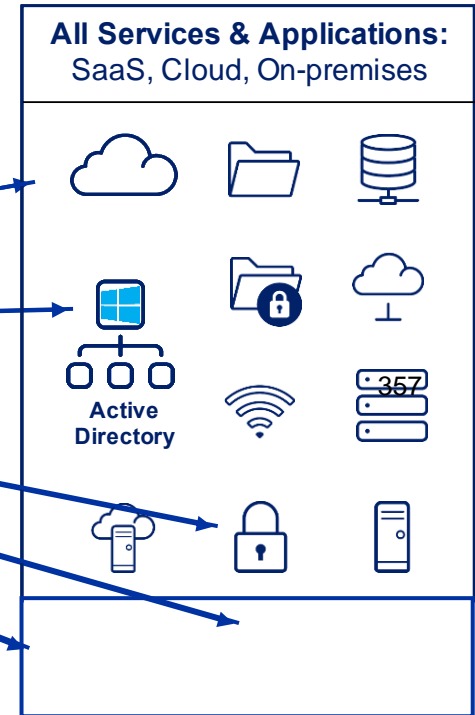 All Services & Applications:
SaaS, Cloud, On-premises
357
Active
Directory